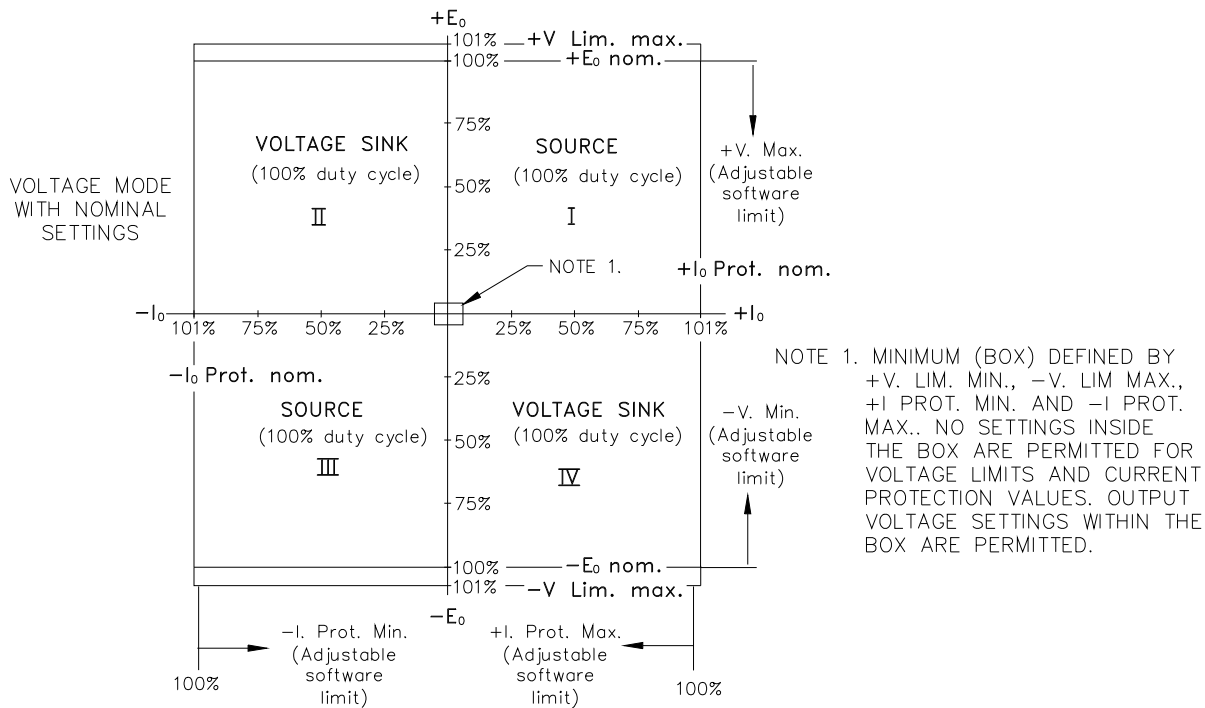 +E₀
101% +V Lim. max.
100% +E₀ nom.
75%
VOLTAGE SINK
(100% duty cycle)
II
SOURCE
(100% duty cycle)
I
+V. Max.
(Adjustable
software
limit)
VOLTAGE MODE
WITH NOMINAL
SETTINGS
50%
25%
NOTE 1.
+I₀ Prot. nom.
-I₀
+I₀
101% 75% 50% 25% 25% 50% 75% 101%
-I₀ Prot. nom.
25%
SOURCE
(100% duty cycle)
III
VOLTAGE SINK
(100% duty cycle)
IV
50%
75%
-V. Min.
(Adjustable
software
limit)
NOTE 1. MINIMUM (BOX) DEFINED BY
+V. LIM. MIN., -V. LIM MAX.,
+I PROT. MIN. AND -I PROT.
MAX.. NO SETTINGS INSIDE
THE BOX ARE PERMITTED FOR
VOLTAGE LIMITS AND CURRENT
PROTECTION VALUES. OUTPUT
VOLTAGE SETTINGS WITHIN THE
BOX ARE PERMITTED.
100% -E₀ nom.
101% -V Lim. max.
-E₀
-I. Prot. Min.
(Adjustable
software
limit)
100%
+I. Prot. Max.
(Adjustable
software
limit)
100%